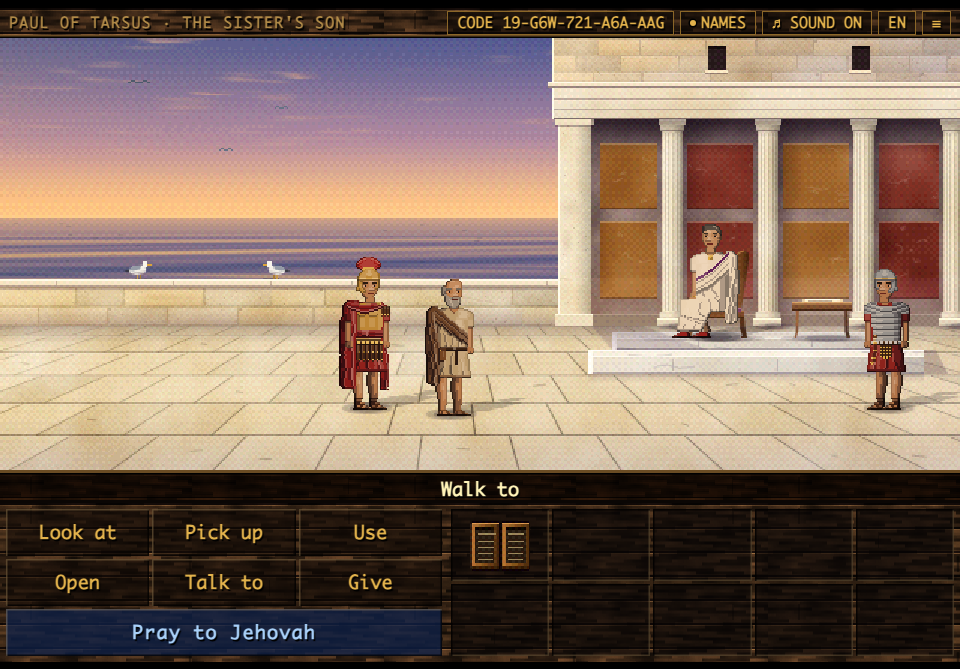 PAUL OF TARSUS · THE SISTER'S SON
CODE 19-G6W-721-A6A-AAG
• NAMES
♬ SOUND ON
EN
≡
Walk to
Look at
Pick up
Use
Open
Talk to
Give
Pray to Jehovah